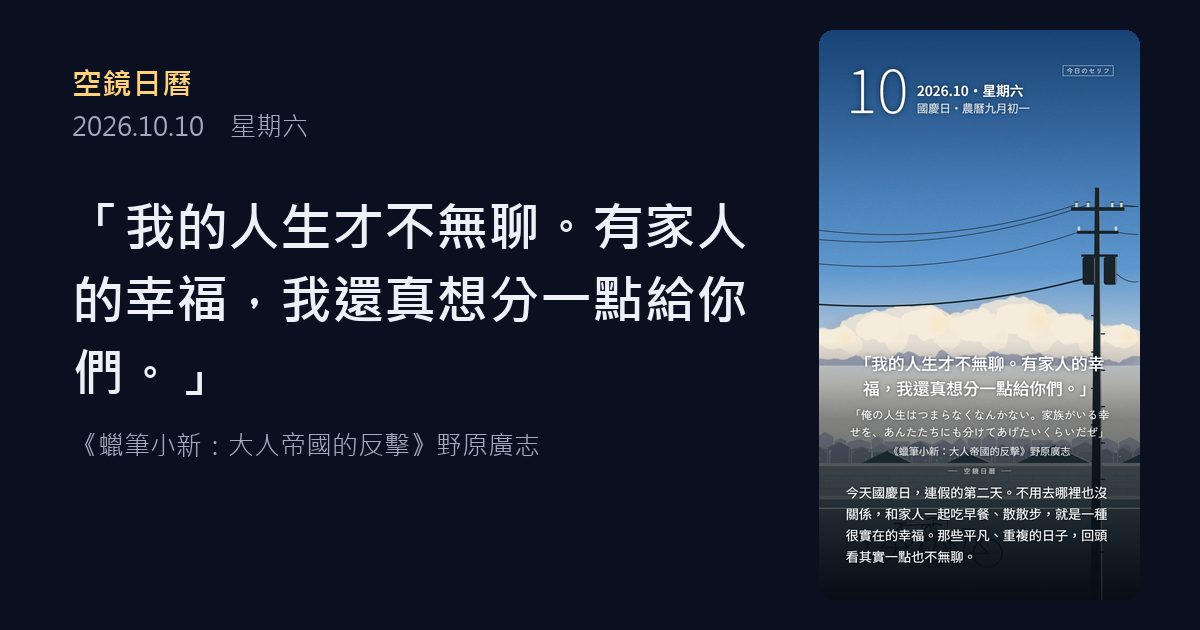 空鏡日曆
2026.10.10 星期六
「我的人生才不無聊。有家人
的幸福,我還真想分一點給你
們。」
《蠟筆小新:大人帝國的反擊》野原廣志
10
2026.10・星期六
國慶日・農曆九月初一
今日のセリフ
「我的人生才不無聊。有家人的幸
福,我還真想分一點給你們。」
「俺の人生はつまらなくなんかない。家族がいる幸
せを、あんたたちにも分けてあげたいくらいだぜ」
《蠟筆小新:大人帝國的反擊》野原廣志
— 空鏡日曆 —
今天國慶日,連假的第二天。不用去哪裡也沒
關係,和家人一起吃早餐、散散步,就是一種
很實在的幸福。那些平凡、重複的日子,回頭
看其實一點也不無聊。